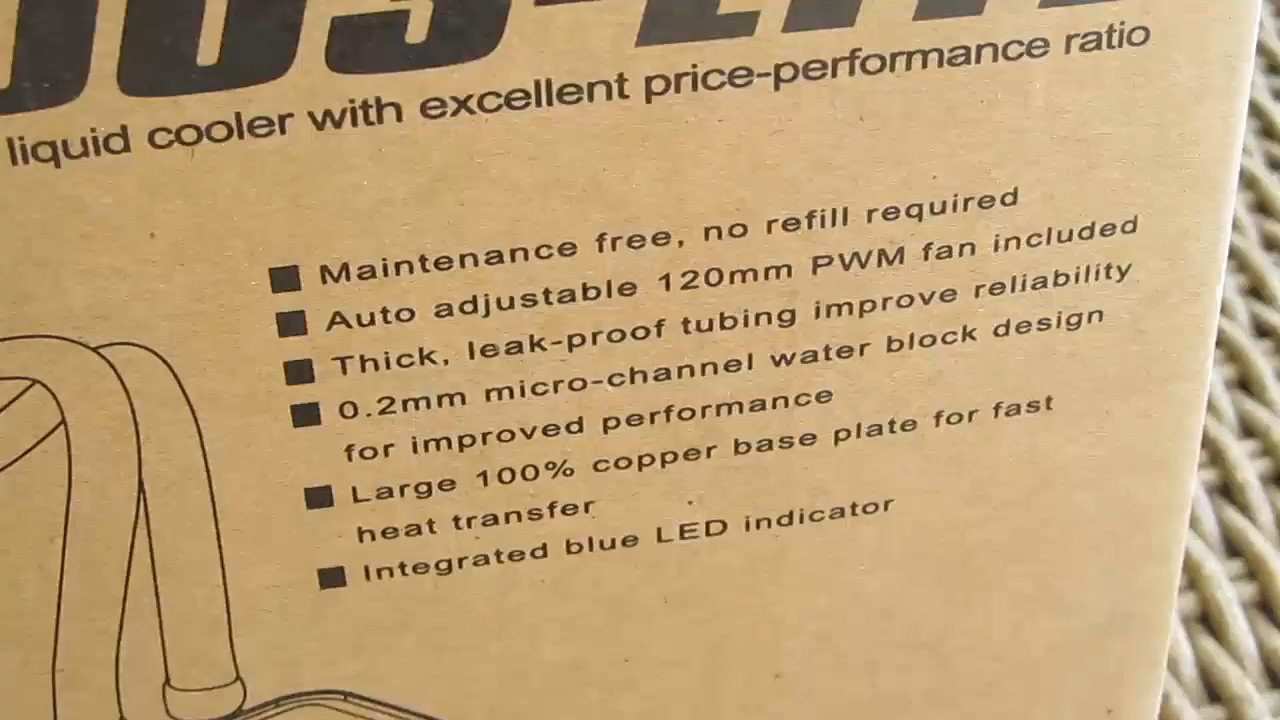 liquid cooler with excellent price-performance ratio
■ Maintenance free, no refill required
■ Auto adjustable 120mm PWM fan included
■ Thick, leak-proof tubing improve reliability
■ 0.2mm micro-channel water block design
for improved performance
■ Large 100% copper base plate for fast
heat transfer
■ Integrated blue LED indicator